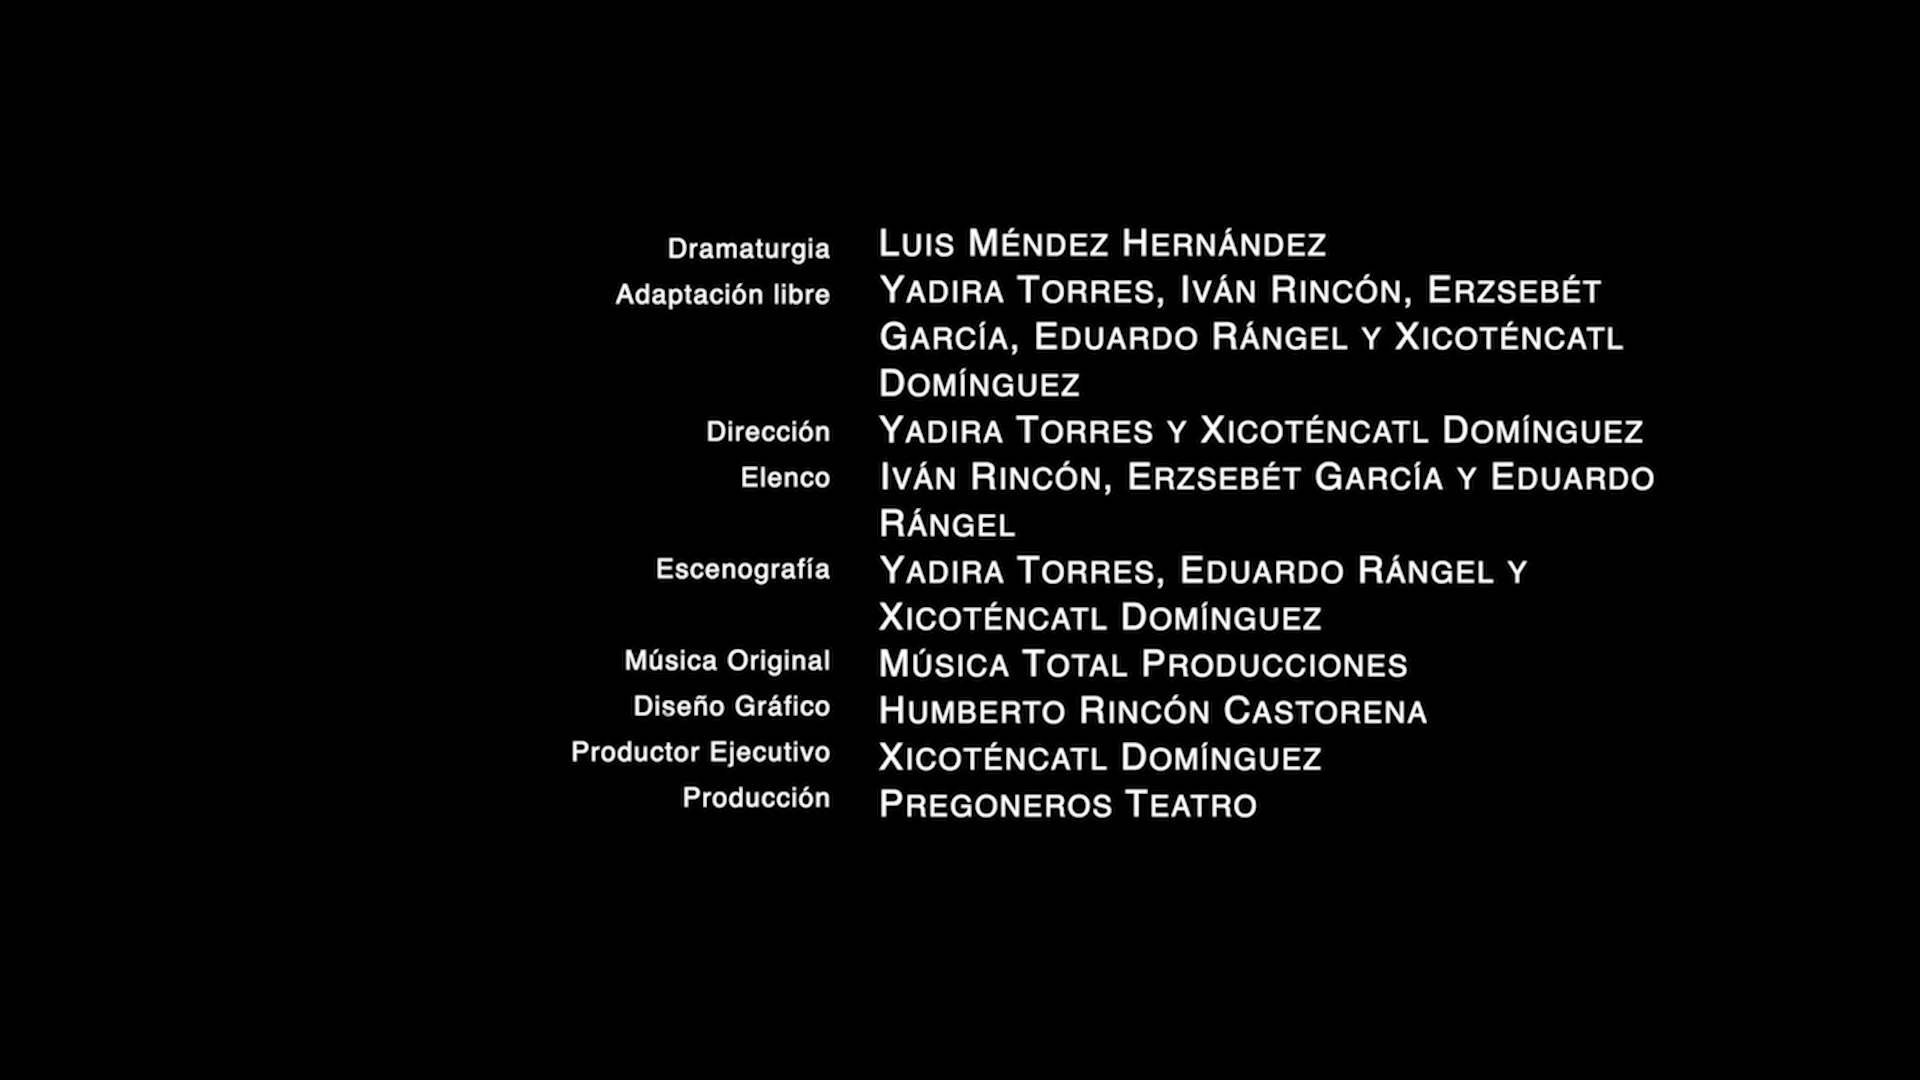 Dramaturgia LUIS MÉNDEZ HERNÁNDEZ
Adaptación libre YADIRA TORRES, IVÁN RINCÓN, ERZSEBÉT
GARCÍA, EDUARDO RÁNGEL Y XICOTÉNCATL
DOMÍNGUEZ
Dirección YADIRA TORRES Y XICOTÉNCATL DOMÍNGUEZ
Elenco IVÁN RINCÓN, ERZSEBÉT GARCÍA Y EDUARDO
RÁNGEL
Escenografía YADIRA TORRES, EDUARDO RÁNGEL Y
XICOTÉNCATL DOMÍNGUEZ
Música Original MÚSICA TOTAL PRODUCCIONES
Diseño Gráfico HUMBERTO RINCÓN CASTORENA
Productor Ejecutivo XICOTÉNCATL DOMÍNGUEZ
Producción PREGONEROS TEATRO